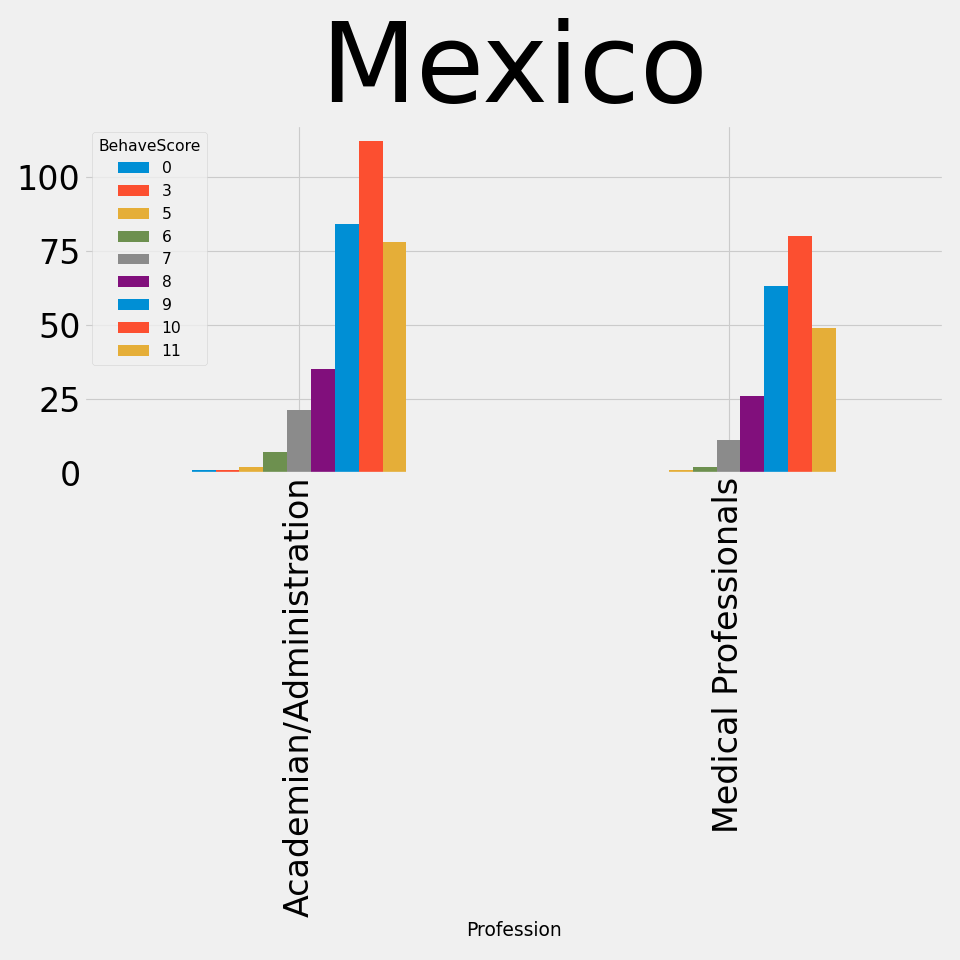 Mexico
BehaveScore
0
3
5
6
7
8
9
10
11
100
75
50
25
0
Academian/Administration
Medical Professionals
Profession